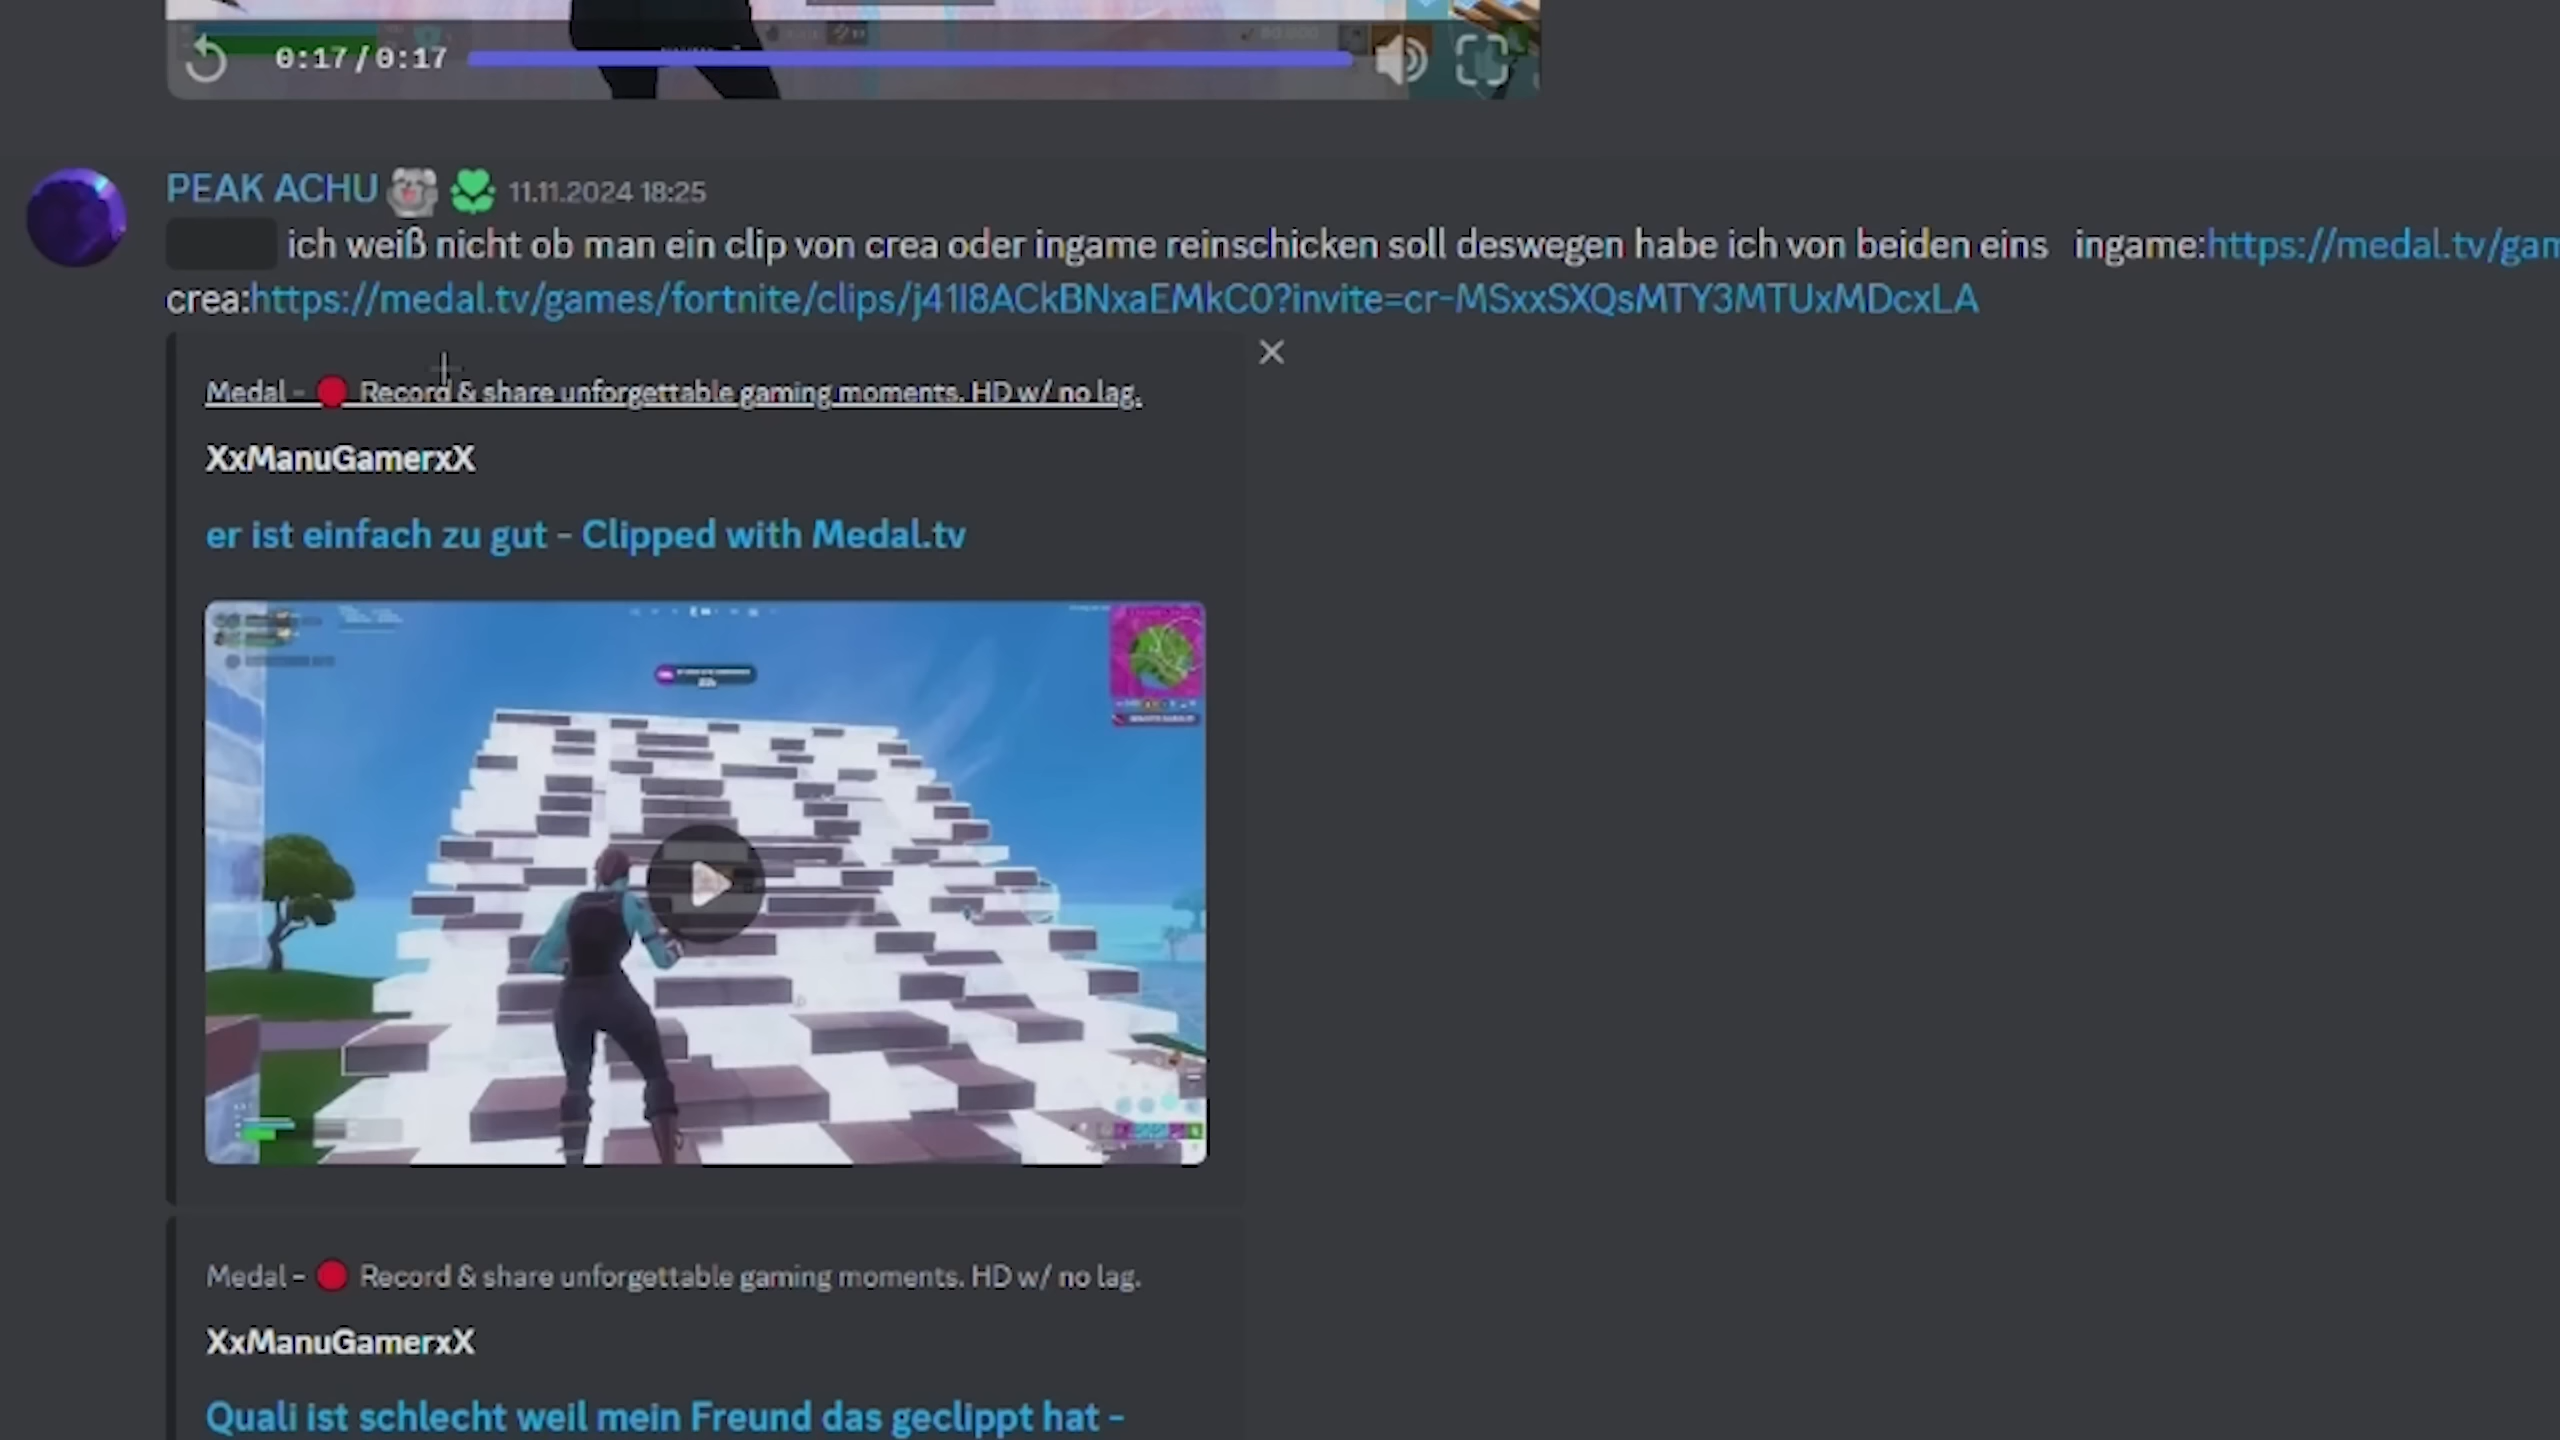 0:17 / 0:17
PEAK ACHU 11.11.2024 18:25
ich weiß nicht ob man ein clip von crea oder ingame reinschicken soll deswegen habe ich von beiden eins ingame:https://medal.tv/gam
crea:https://medal.tv/games/fortnite/clips/j41I8ACkBNxaEMkC0?invite=cr-MSxxSXQsMTY3MTUxMDcxLA
Medal - 🔴 Record & share unforgettable gaming moments. HD w/ no lag.
XxManuGamerxX
er ist einfach zu gut - Clipped with Medal.tv
Medal - 🔴 Record & share unforgettable gaming moments. HD w/ no lag.
XxManuGamerxX
Quali ist schlecht weil mein Freund das geclippt hat -